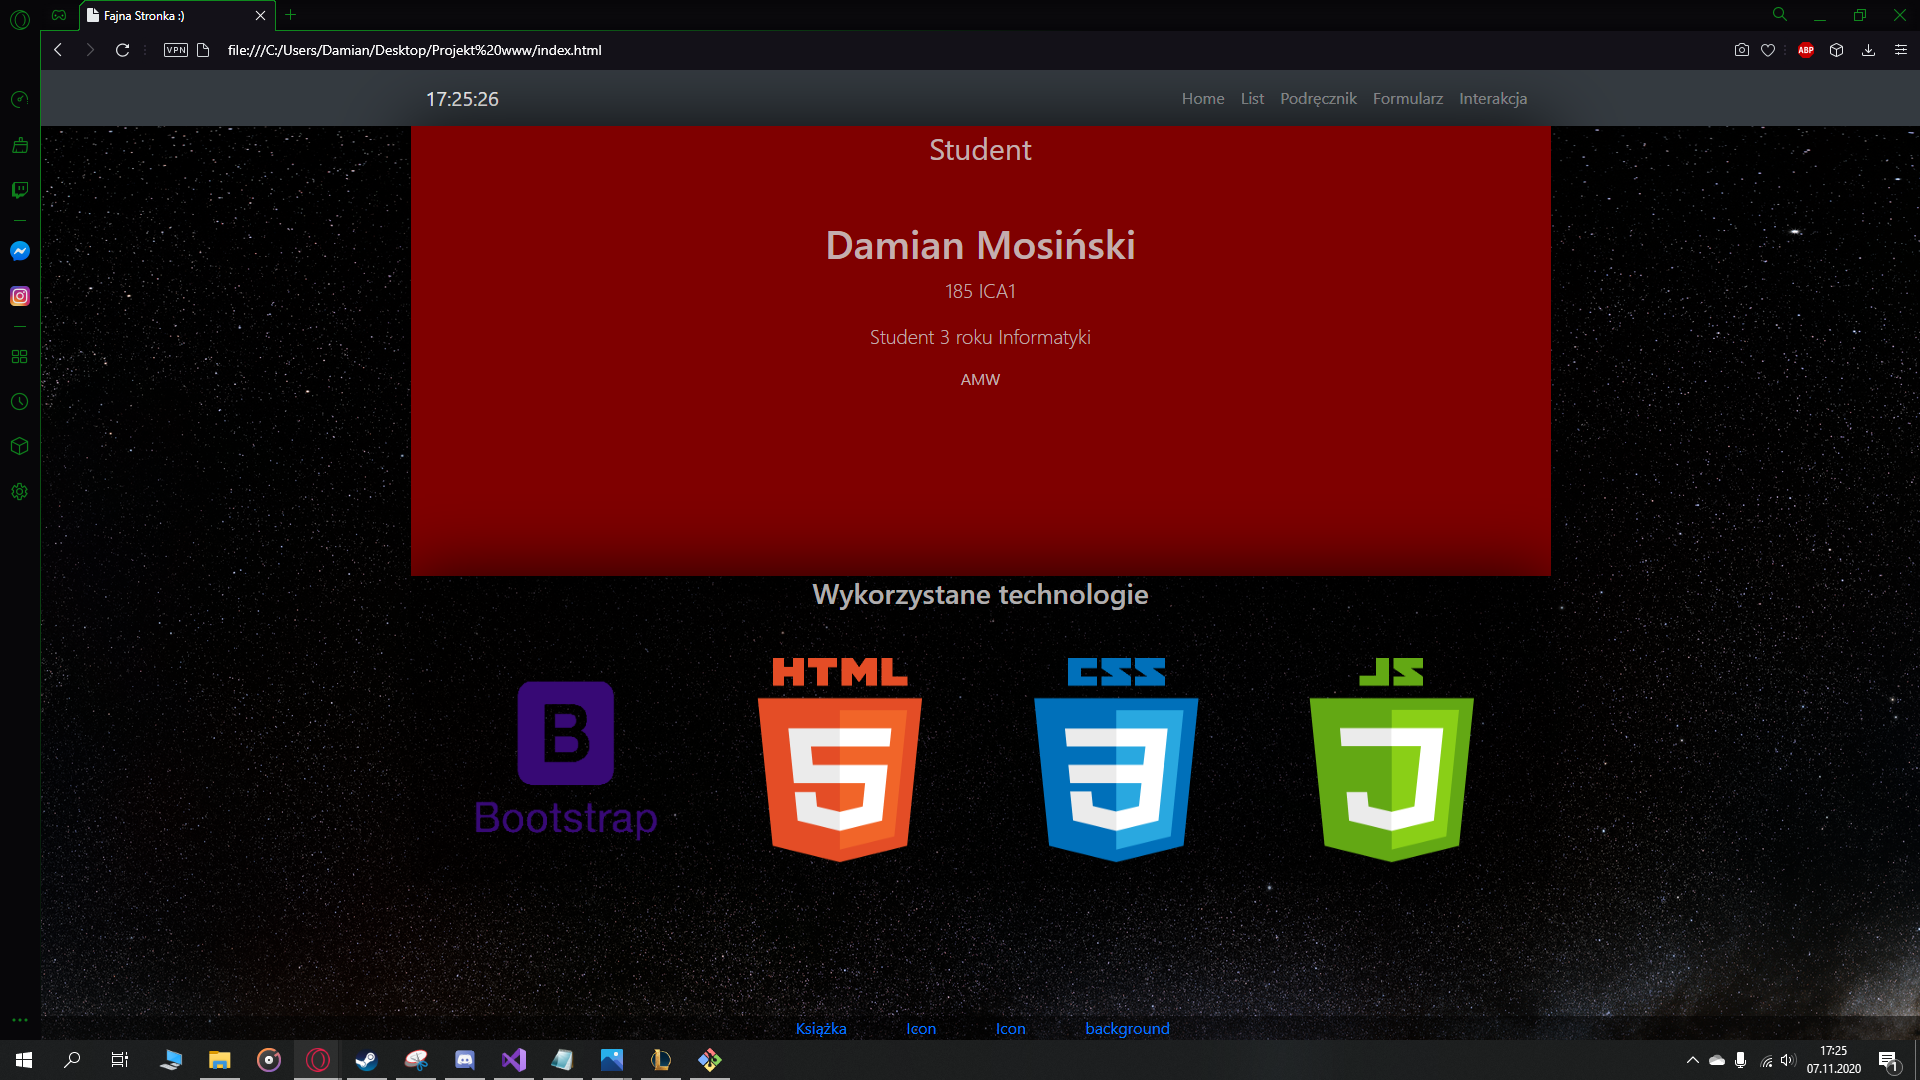 Fajna Stronka :)
VPN
file:///C:/Users/Damian/Desktop/Projekt%20www/index.html
ABP
17:25:26
Home List Podręcznik Formularz Interakcja
Student
Damian Mosiński
185 ICA1
Student 3 roku Informatyki
AMW
Wykorzystane technologie
HTML CSS JS
B 5 3 J
Bootstrap
Książka Icon Icon background
17:25
07.11.2020
1